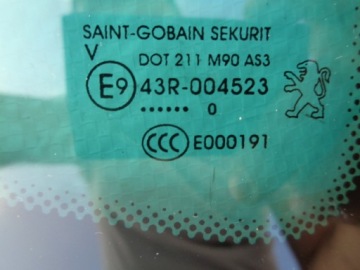 SAINT-GOBAIN SEKURIT
V
DOT 211 M90 AS3
E9 43R-004523
...... 0
CCC E000191